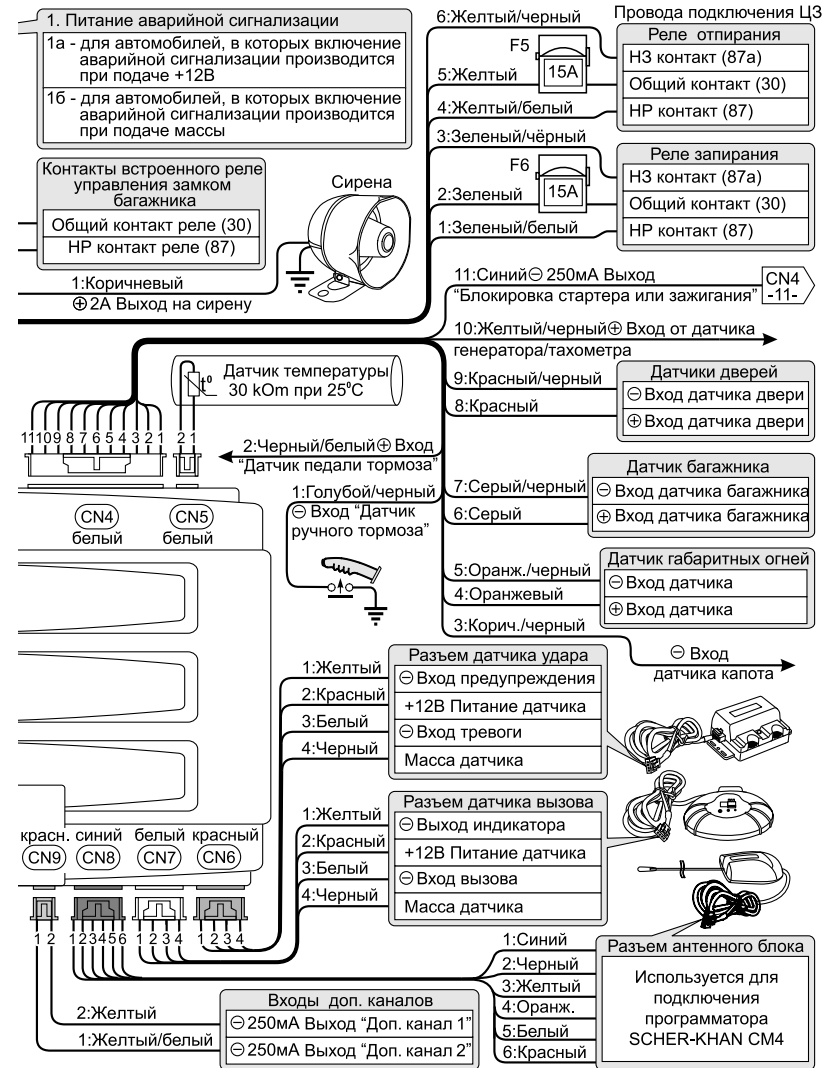 1. Питание аварийной сигнализации
1а - для автомобилей, в которых включение
аварийной сигнализации производится
при подаче +12В
1б - для автомобилей, в которых включение
аварийной сигнализации производится
при подаче массы
Контакты встроенного реле
управления замком
багажника
Общий контакт реле (30)
НР контакт реле (87)
Сирена
1:Коричневый
⊕2А Выход на сирену
Провода подключения ЦЗ
6:Желтый/черный
F5
15А
5:Желтый
4:Желтый/белый
Реле отпирания
НЗ контакт (87а)
Общий контакт (30)
НР контакт (87)
3:Зеленый/чёрный
F6
15А
2:Зеленый
1:Зеленый/белый
Реле запирания
НЗ контакт (87а)
Общий контакт (30)
НР контакт (87)
11:Синий⊖ 250мА Выход
"Блокировка стартера или зажигания"
CN4
-11-
10:Желтый/черный⊕ Вход от датчика
генератора/тахометра
Датчик температуры
30 kOm при 25°С
t°
9:Красный/черный
8:Красный
Датчики дверей
⊖ Вход датчика двери
⊕ Вход датчика двери
11 10 9 8 7 6 5 4 3 2 1
2 1
2:Черный/белый⊕ Вход
"Датчик педали тормоза"
CN4
белый
CN5
белый
1:Голубой/черный
⊖ Вход "Датчик
ручного тормоза"
7:Серый/черный
6:Серый
Датчик багажника
⊖ Вход датчика багажника
⊕ Вход датчика багажника
5:Оранж./черный
4:Оранжевый
Датчик габаритных огней
⊖ Вход датчика
⊕ Вход датчика
3:Корич./черный
⊖ Вход
датчика капота
1:Желтый
2:Красный
3:Белый
4:Черный
Разъем датчика удара
⊖ Вход предупреждения
+12В Питание датчика
⊖ Вход тревоги
Масса датчика
1:Желтый
2:Красный
3:Белый
4:Черный
Разъем датчика вызова
⊖ Выход индикатора
+12В Питание датчика
⊖ Вход вызова
Масса датчика
красн. синий белый красный
CN9 CN8 CN7 CN6
1 2
1 2 3 4 5 6
1 2 3 4
1 2 3 4
1:Синий
2:Черный
3:Желтый
4:Оранж.
5:Белый
6:Красный
Разъем антенного блока
Используется для
подключения
программатора
SCHER-KHAN CM4
2:Желтый
1:Желтый/белый
Входы доп. каналов
⊖ 250мА Выход "Доп. канал 1"
⊖ 250мА Выход "Доп. канал 2"